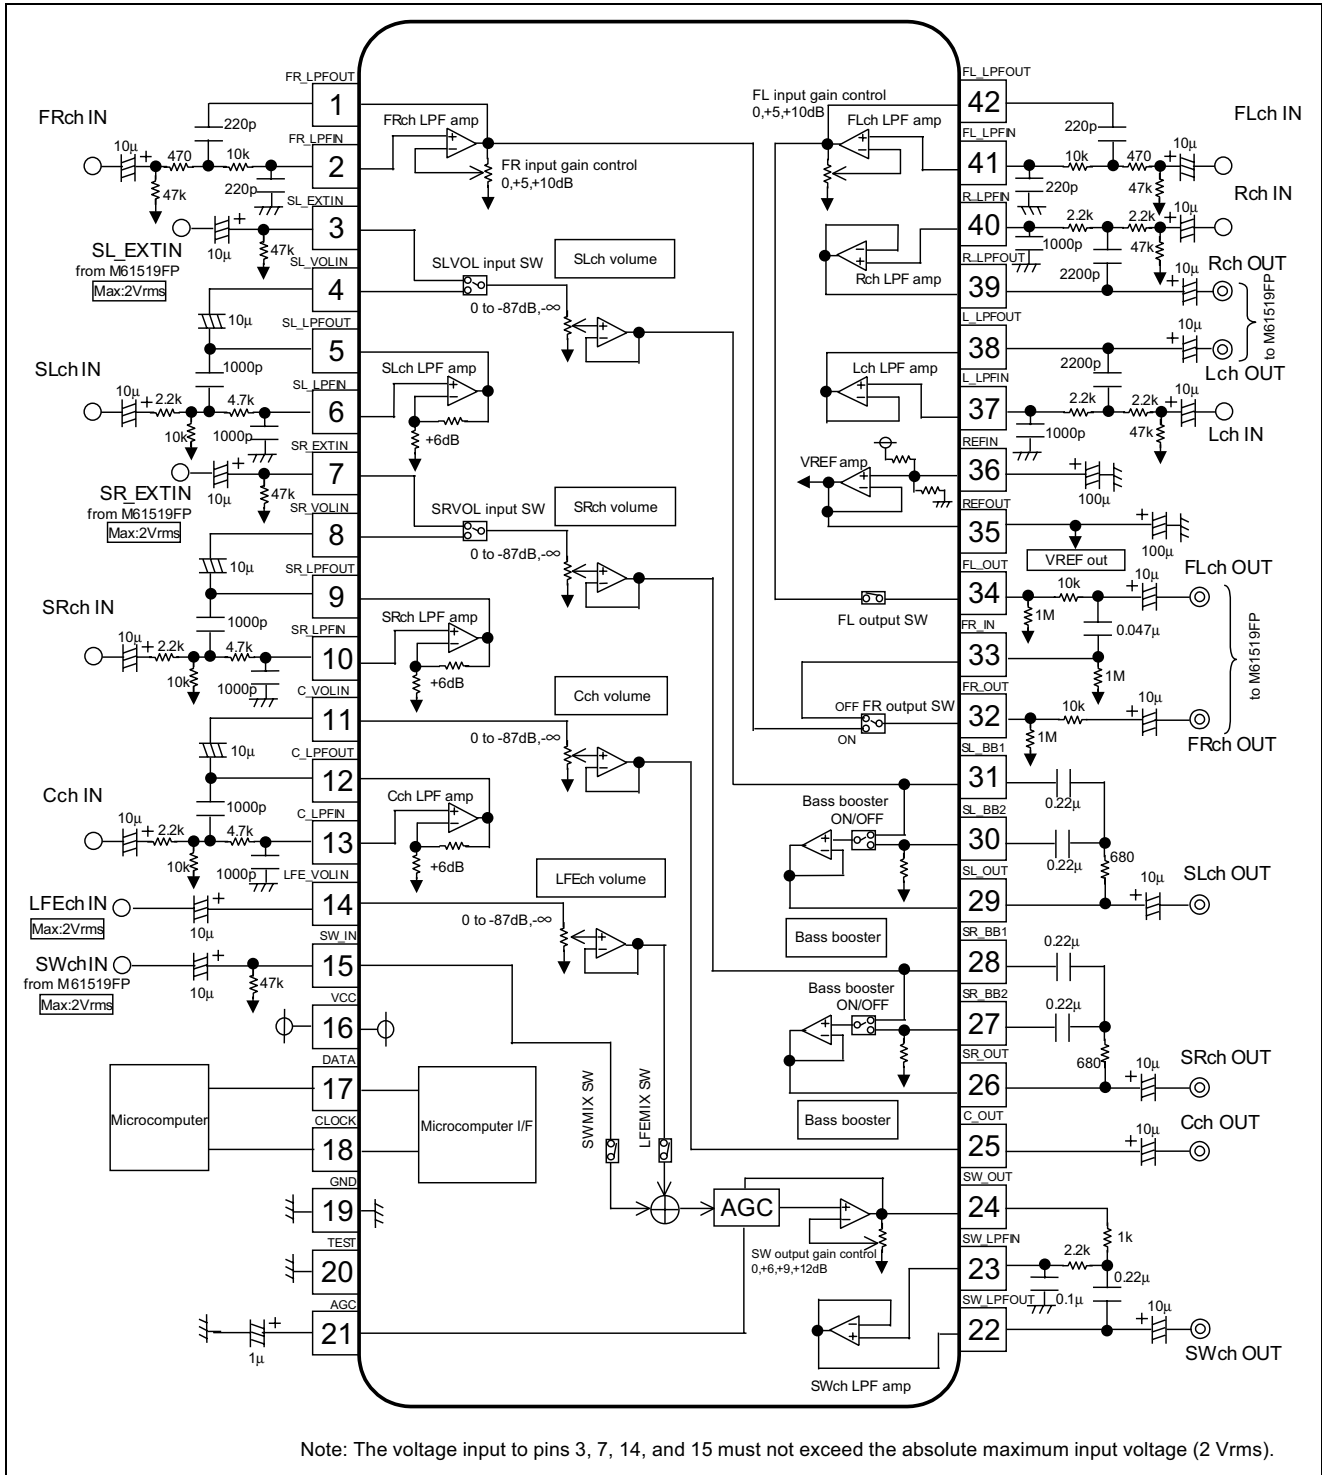 FR_LPFOUT
1
FRch IN
220p
FRch LPF amp
FR_LPFIN
10µ
+
470
10k
2
FR input gain control
0,+5,+10dB
47k
220p
SL_EXTIN
3
SL_EXTIN
from M61519FP
Max:2Vrms
10µ
+
47k
SL_VOLIN
4
SLVOL input SW
SLch volume
0 to -87dB,-∞
10µ
SL_LPFOUT
5
1000p
SLch LPF amp
SLch IN
SL_LPFIN
10µ
+
2.2k
4.7k
6
10k
1000p
+6dB
SR_EXTIN
7
SR_EXTIN
from M61519FP
Max:2Vrms
10µ
+
47k
SR_VOLIN
8
SRVOL input SW
SRch volume
0 to -87dB,-∞
10µ
SR_LPFOUT
9
1000p
SRch LPF amp
SRch IN
SR_LPFIN
10µ
+
2.2k
4.7k
10
10k
1000p
+6dB
C_VOLIN
11
Cch volume
0 to -87dB,-∞
10µ
C_LPFOUT
12
1000p
Cch LPF amp
Cch IN
C_LPFIN
10µ
+
2.2k
4.7k
13
10k
1000p
+6dB
LFE_VOLIN
14
LFEch volume
0 to -87dB,-∞
LFEch IN
Max:2Vrms
10µ
+
SW_IN
15
SWchIN
from M61519FP
Max:2Vrms
10µ
+
47k
VCC
16
DATA
17
Microcomputer
Microcomputer I/F
CLOCK
18
GND
19
TEST
20
AGC
21
1µ
+
SWMIX SW
LFEMIX SW
AGC
SW output gain control
0,+6,+9,+12dB
FL_LPFOUT
42
FL input gain control
0,+5,+10dB
FLch LPF amp
FLch IN
220p
FL_LPFIN
41
10k
470
+
10µ
220p
47k
Rch IN
R_LPFIN
40
2.2k
2.2k
+
10µ
1000p
47k
Rch LPF amp
R_LPFOUT
39
2200p
10µ
+
Rch OUT
to M61519FP
L_LPFOUT
38
10µ
+
Lch OUT
2200p
Lch LPF amp
L_LPFIN
37
2.2k
2.2k
+
10µ
1000p
47k
Lch IN
REFIN
36
VREF amp
+
100µ
REFOUT
35
+
100µ
VREF out
FL_OUT
34
FL output SW
10k
10µ
+
FLch OUT
1M
0.047µ
FR_IN
33
1M
to M61519FP
FR_OUT
32
OFF
FR output SW
ON
10k
10µ
+
1M
FRch OUT
SL_BB1
31
0.22µ
Bass booster
ON/OFF
SL_BB2
30
0.22µ
680
SL_OUT
29
10µ
+
SLch OUT
Bass booster
SR_BB1
28
0.22µ
Bass booster
ON/OFF
SR_BB2
27
0.22µ
680
SR_OUT
26
10µ
+
SRch OUT
Bass booster
C_OUT
25
10µ
+
Cch OUT
SW_OUT
24
1k
SW_LPFIN
23
2.2k
0.1µ
0.22µ
SW_LPFOUT
22
10µ
+
SWch OUT
SWch LPF amp
Note: The voltage input to pins 3, 7, 14, and 15 must not exceed the absolute maximum input voltage (2 Vrms).